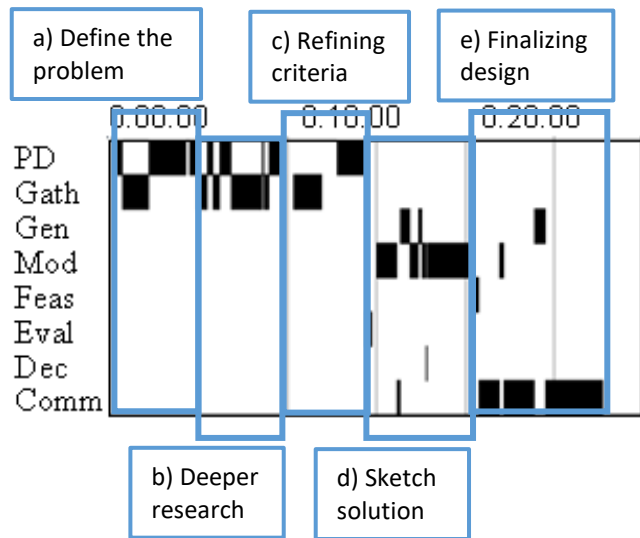 a) Define the
problem
c) Refining
criteria
e) Finalizing
design
0:00:00 0:10:00 0:20:00
PD
Gath
Gen
Mod
Feas
Eval
Dec
Comm
b) Deeper
research
d) Sketch
solution